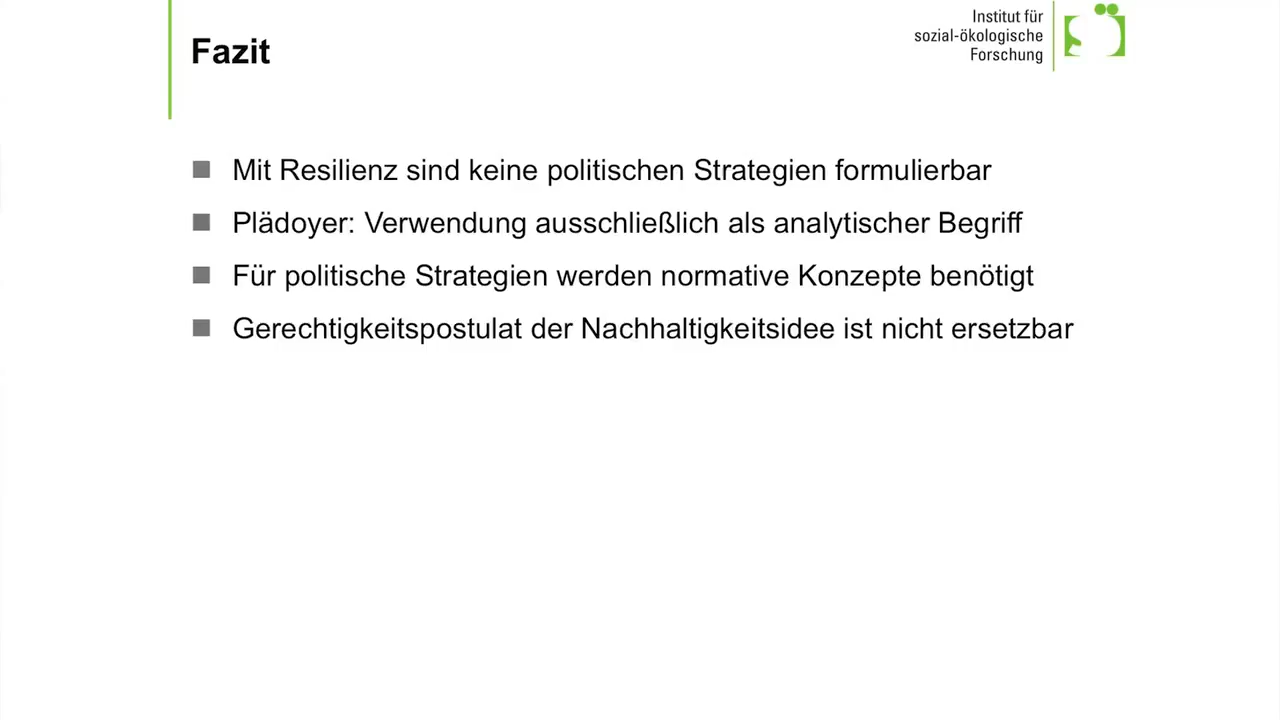 Fazit
Institut für
sozial-ökologische
Forschung
Mit Resilienz sind keine politischen Strategien formulierbar
Plädoyer: Verwendung ausschließlich als analytischer Begriff
Für politische Strategien werden normative Konzepte benötigt
Gerechtigkeitspostulat der Nachhaltigkeitsidee ist nicht ersetzbar